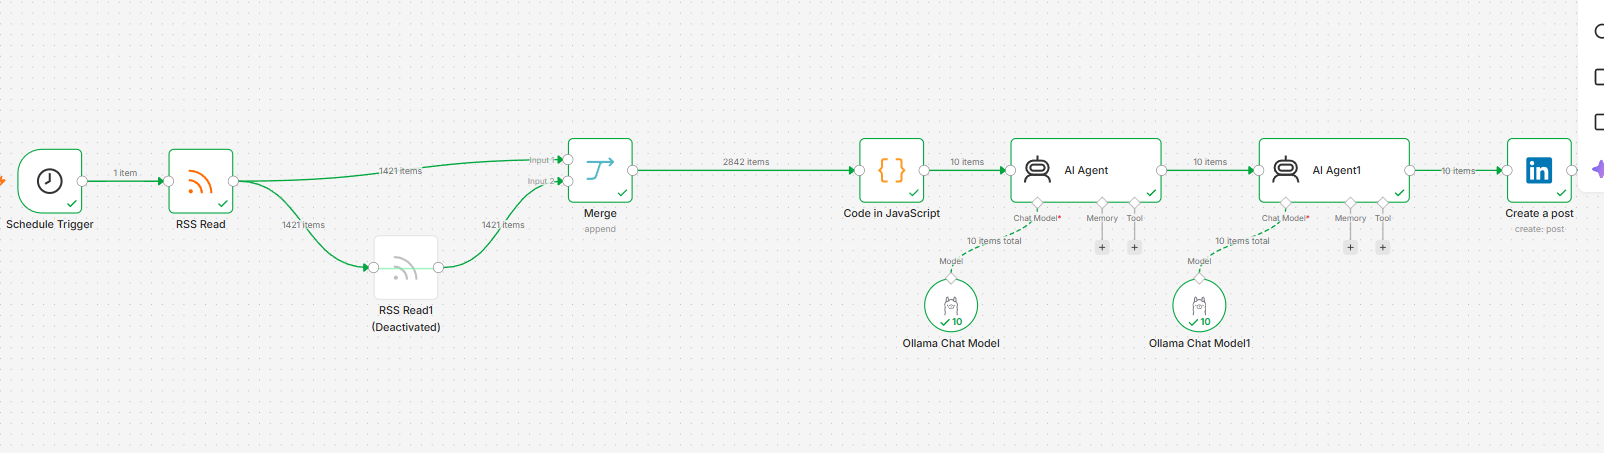 1 item
Schedule Trigger
RSS Read
1421 items
1421 items
1421 items
RSS Read1
(Deactivated)
Input 1
Input 2
Merge
append
2842 items
Code in JavaScript
10 items
AI Agent
Chat Model*
Memory
Tool
10 items total
Model
10
Ollama Chat Model
10 items
AI Agent1
Chat Model*
Memory
Tool
10 items total
Model
10
Ollama Chat Model1
10 items
in
Create a post
create: post